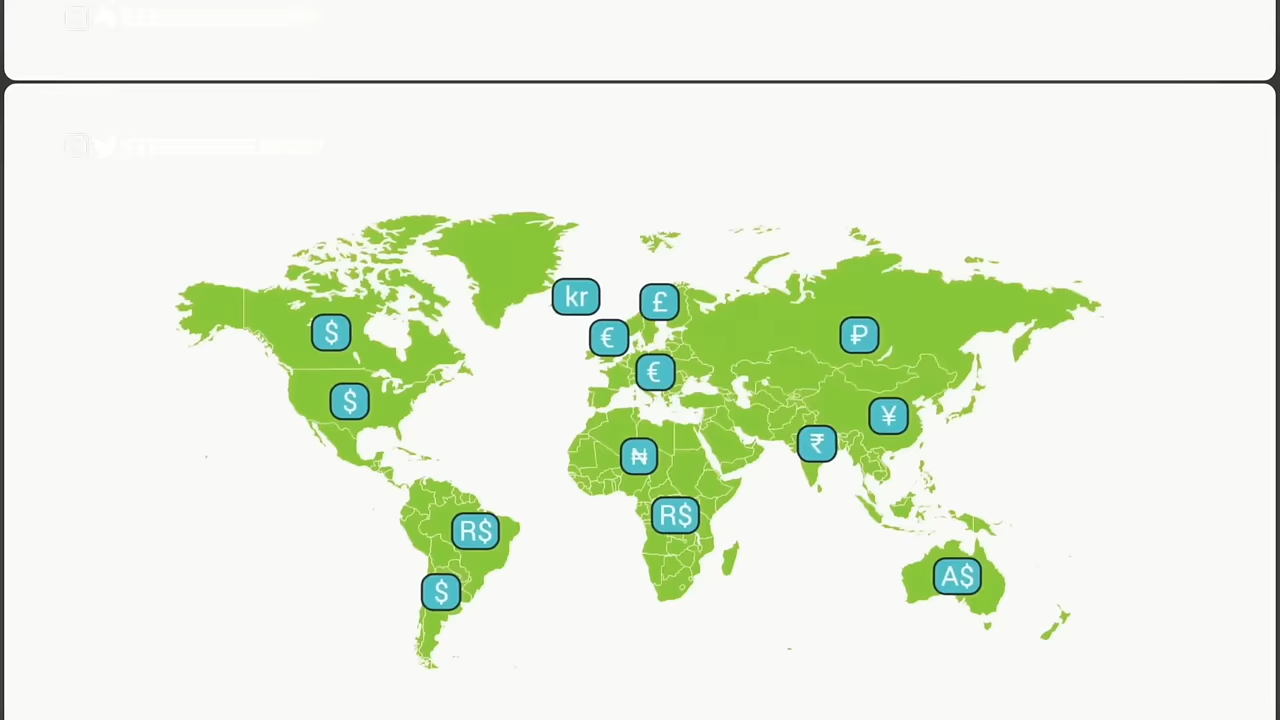 kr
£
$
€
₽
€
$
¥
₹
₦
R$
R$
A$
$